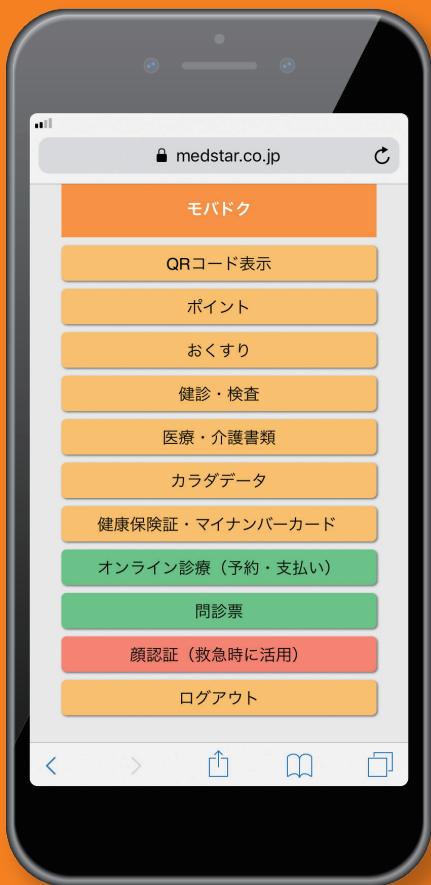 medstar.co.jp
モバドク
QRコード表示
ポイント
おくすり
健診・検査
医療・介護書類
カラダデータ
健康保険証・マイナンバーカード
オンライン診療（予約・支払い）
問診票
顔認証（救急時に活用）
ログアウト